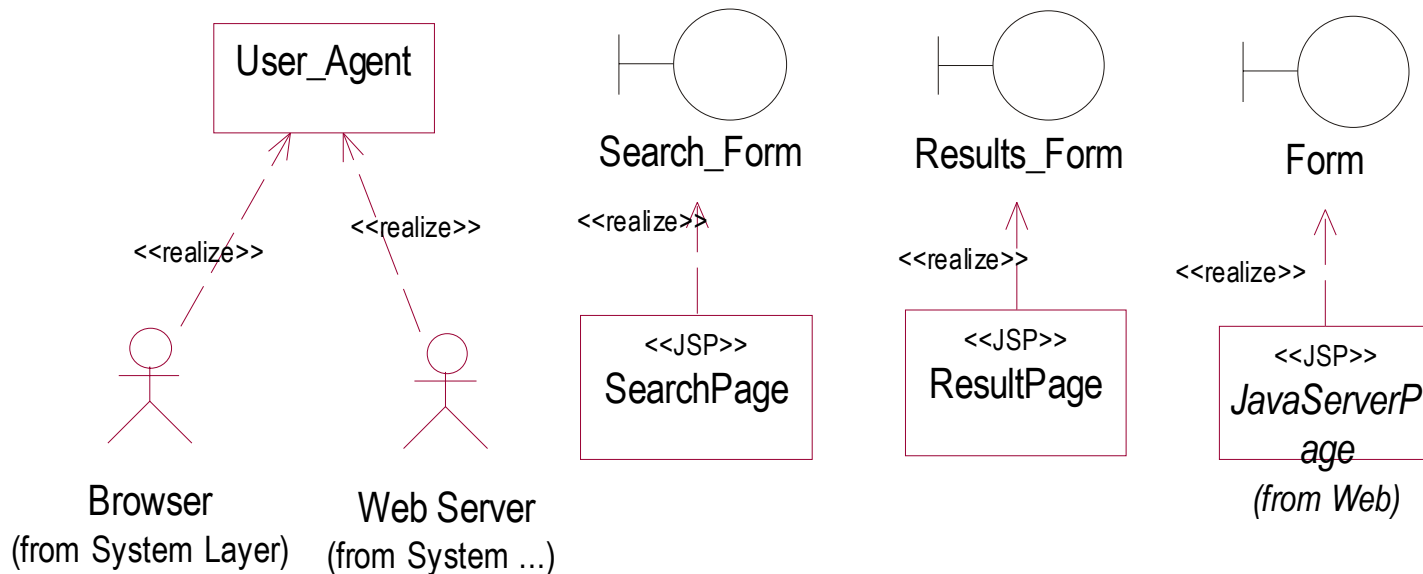 User_Agent
<<realize>>
<<realize>>
Browser
(from System Layer)
Web Server
(from System ...)
Search_Form
<<realize>>
<<JSP>>
SearchPage
Results_Form
<<realize>>
<<JSP>>
ResultPage
Form
<<realize>>
<<JSP>>
JavaServerP
age
(from Web)